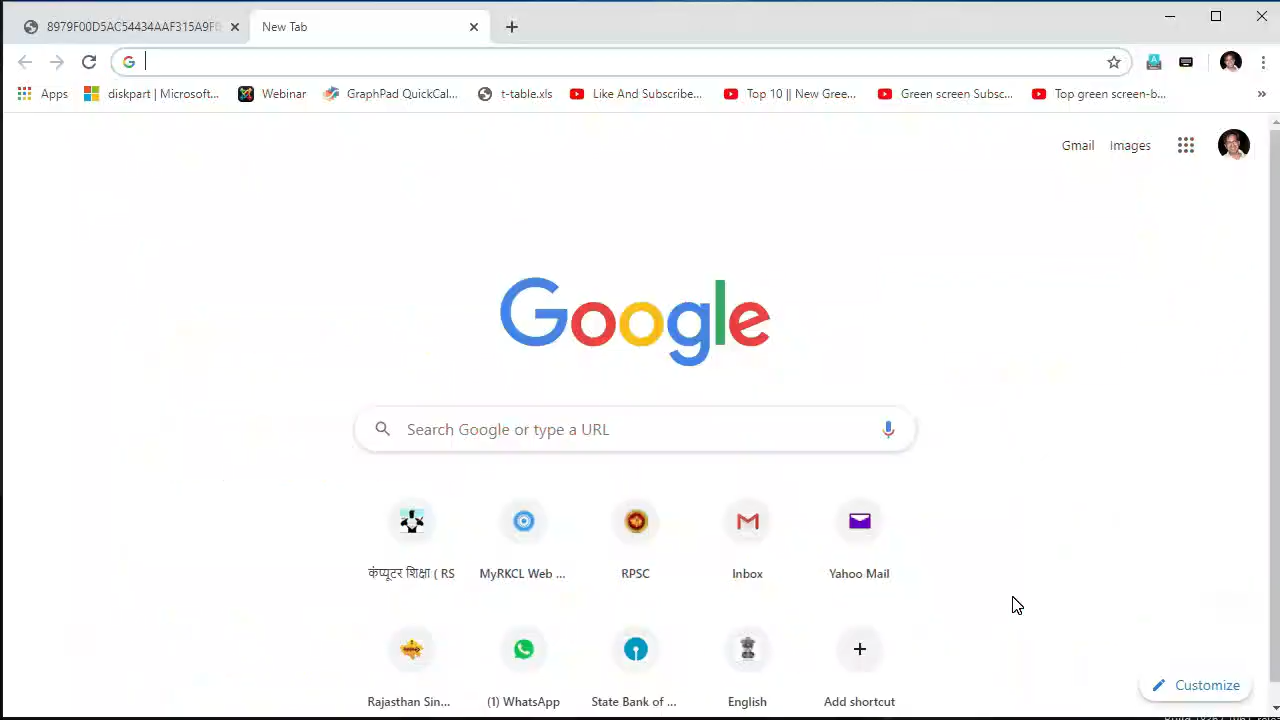 8979F00D5AC54434AAF315A9F
New Tab
Apps
diskpart | Microsoft...
Webinar
GraphPad QuickCal...
t-table.xls
Like And Subscribe...
Top 10 || New Gree...
Green screen Subsc...
Top green screen-b...
Gmail
Images
Google
Search Google or type a URL
कंप्यूटर शिक्षा ( RS
MyRKCL Web ...
RPSC
Inbox
Yahoo Mail
Rajasthan Sin...
(1) WhatsApp
State Bank of ...
English
Add shortcut
Customize